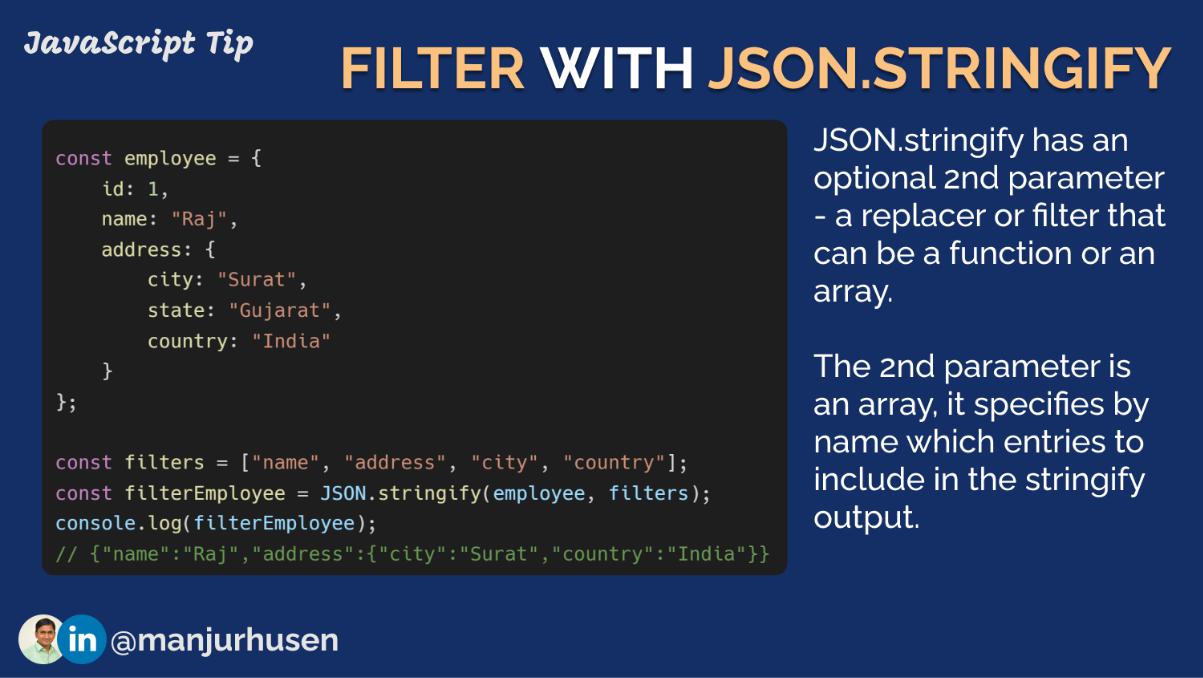 JavaScript Tip
FILTER WITH JSON.STRINGIFY
const employee = {
    id: 1,
    name: "Raj",
    address: {
        city: "Surat",
        state: "Gujarat",
        country: "India"
    }
};
const filters = ["name", "address", "city", "country"];
const filterEmployee = JSON.stringify(employee, filters);
console.log(filterEmployee);
// {"name":"Raj","address":{"city":"Surat","country":"India"}}
JSON.stringify has an
optional 2nd parameter
- a replacer or filter that
can be a function or an
array.
The 2nd parameter is
an array, it specifies by
name which entries to
include in the stringify
output.
in @manjurhusen